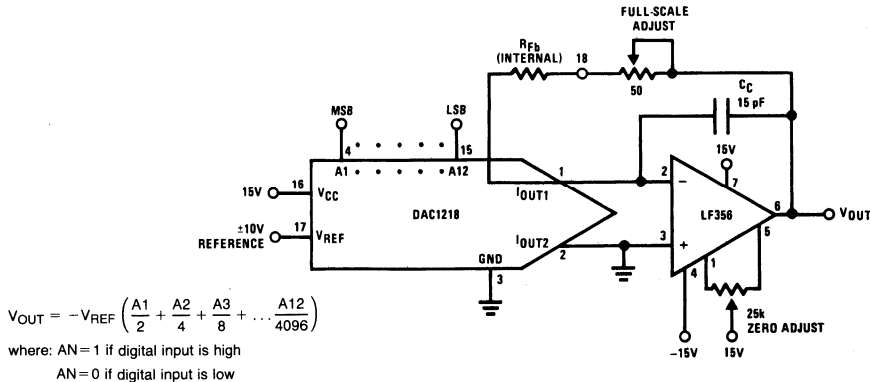 FULL-SCALE
ADJUST
RFb
(INTERNAL)
18
50
CC
15 pF
MSB
LSB
4
15
A1
A12
15V
16
VCC
±10V
REFERENCE
17
VREF
DAC1218
IOUT1
1
IOUT2
2
GND
3
2
−
15V
7
LF356
6
VOUT
3
+
5
4
1
25k
ZERO ADJUST
−15V
15V
VOUT = −VREF (A1/2 + A2/4 + A3/8 + ... A12/4096)
where: AN=1 if digital input is high
AN=0 if digital input is low